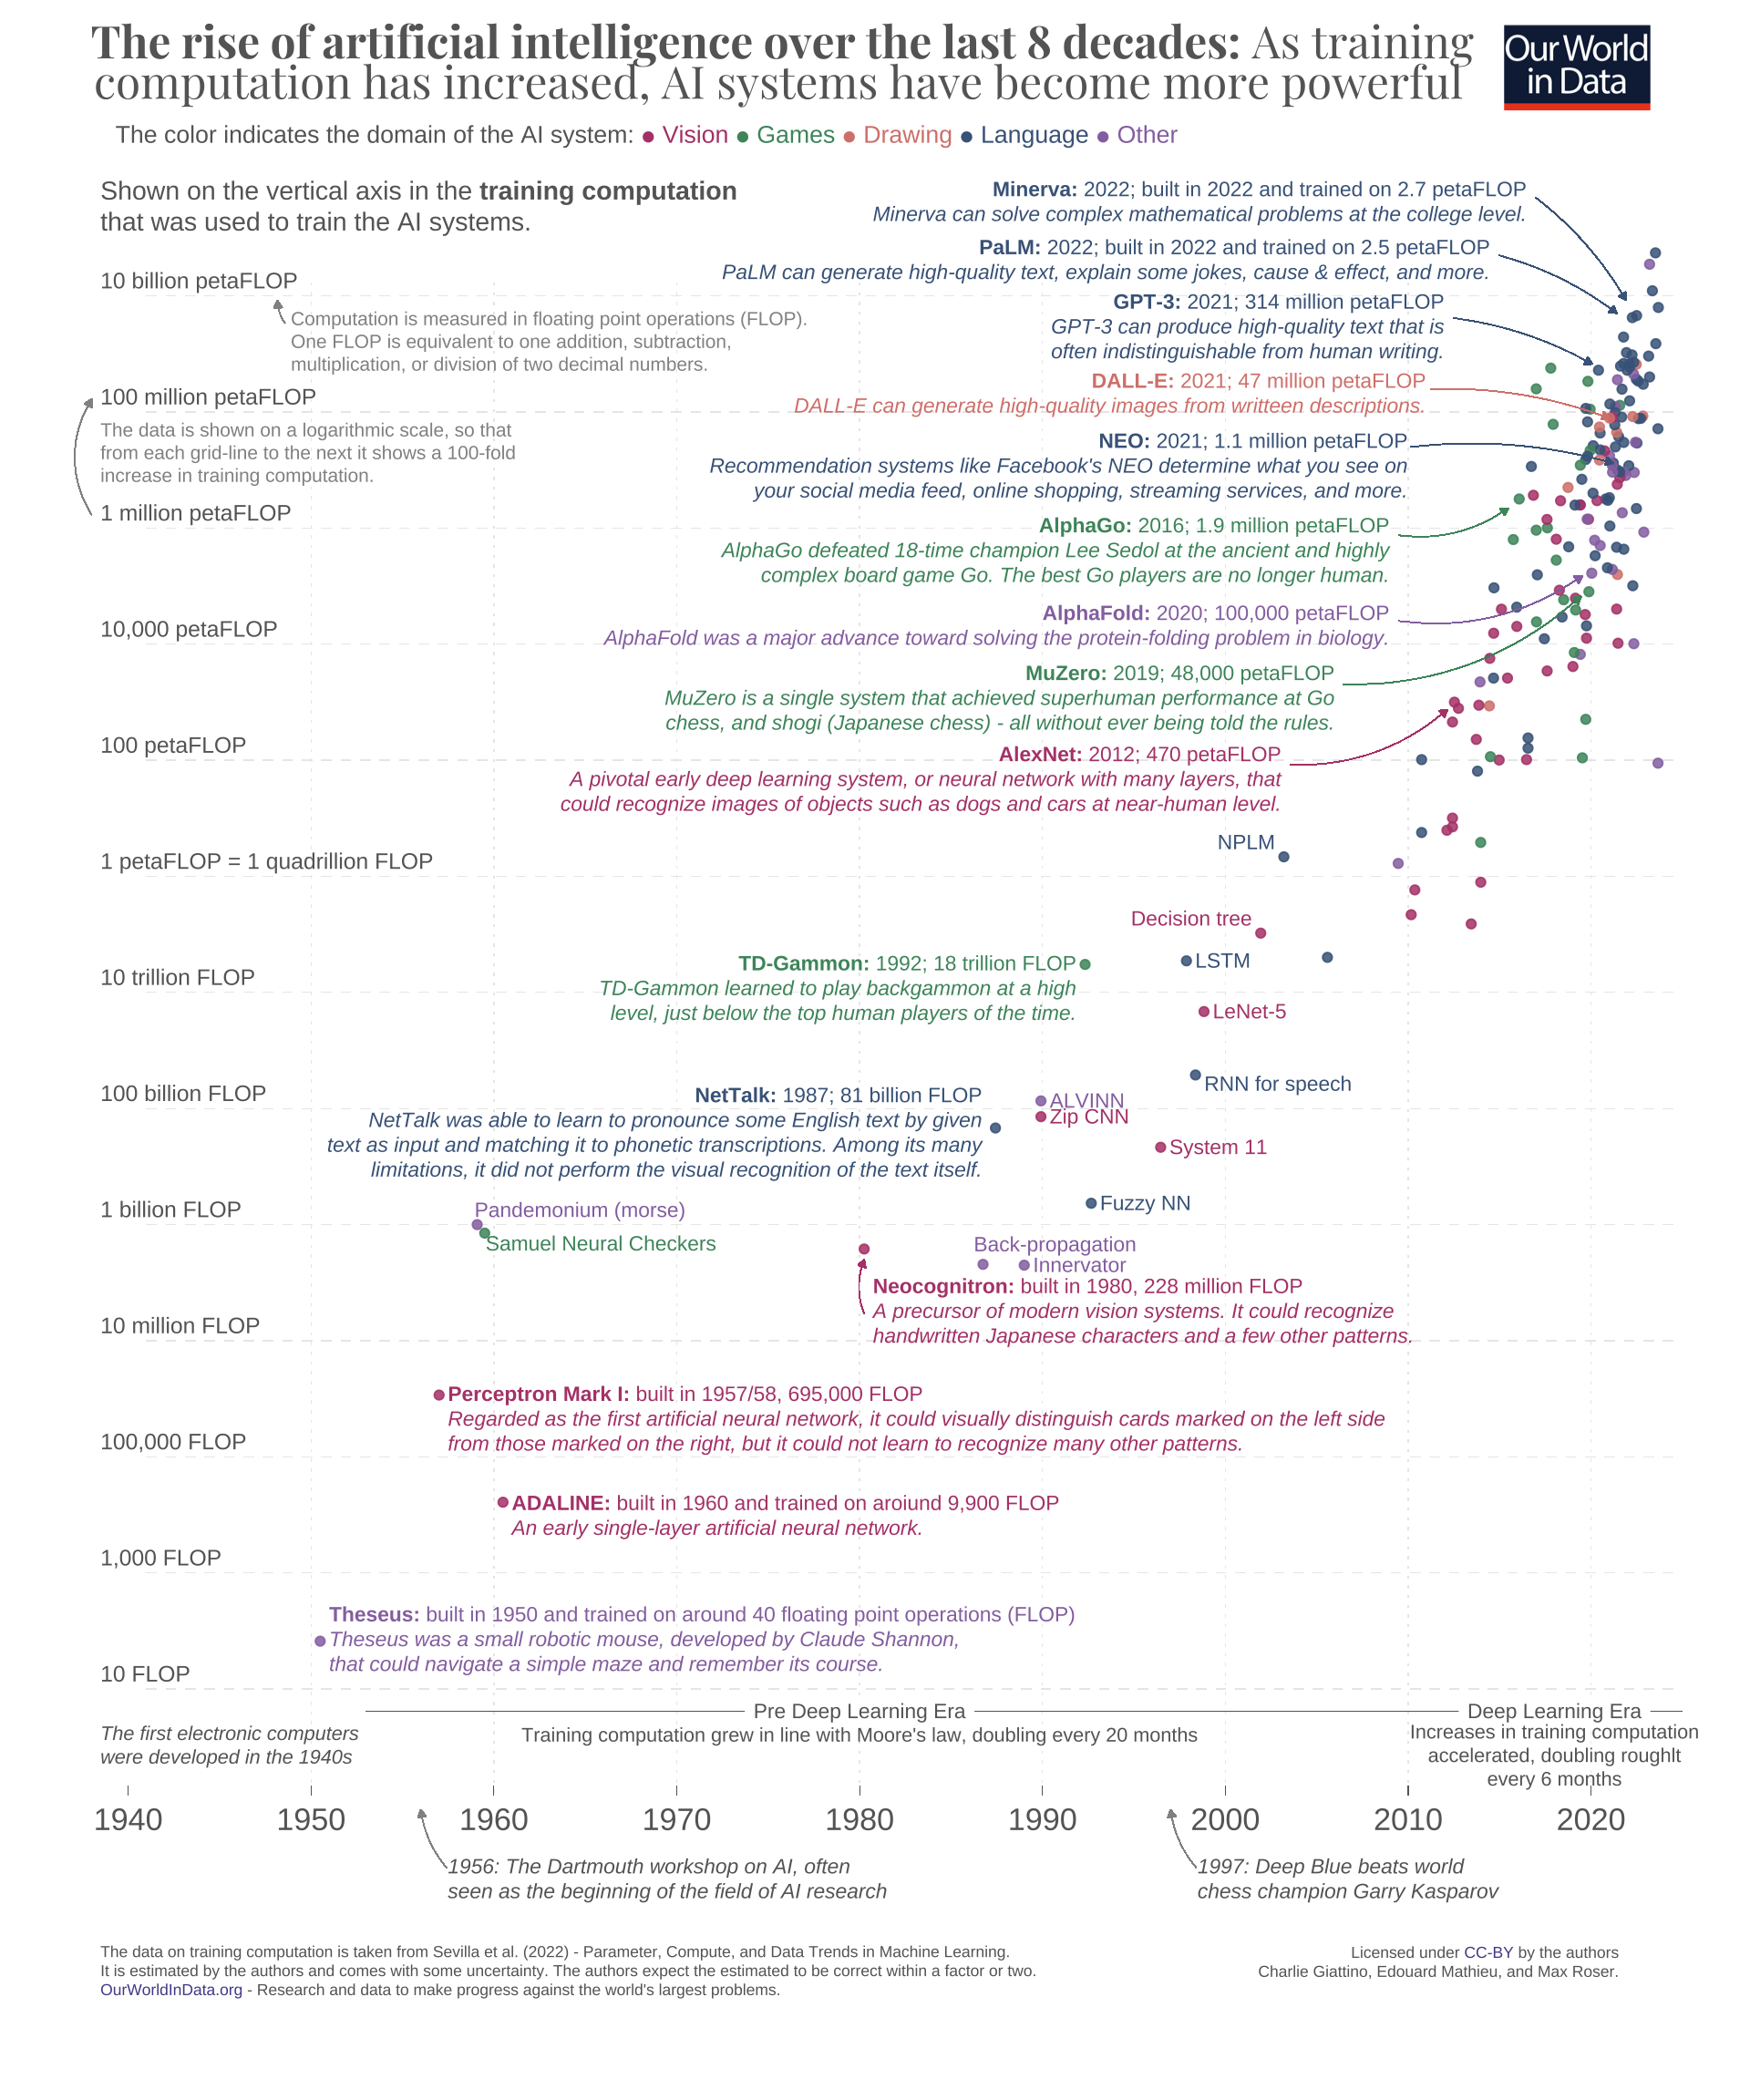 The rise of artificial intelligence over the last 8 decades: As training
computation has increased, AI systems have become more powerful
Our World
in Data
The color indicates the domain of the AI system: Vision Games Drawing Language Other
Shown on the vertical axis in the training computation
that was used to train the AI systems.
Minerva: 2022; built in 2022 and trained on 2.7 petaFLOP
Minerva can solve complex mathematical problems at the college level.
PaLM: 2022; built in 2022 and trained on 2.5 petaFLOP
PaLM can generate high-quality text, explain some jokes, cause & effect, and more.
10 billion petaFLOP
Computation is measured in floating point operations (FLOP).
One FLOP is equivalent to one addition, subtraction,
multiplication, or division of two decimal numbers.
GPT-3: 2021; 314 million petaFLOP
GPT-3 can produce high-quality text that is
often indistinguishable from human writing.
DALL-E: 2021; 47 million petaFLOP
DALL-E can generate high-quality images from writteen descriptions.
100 million petaFLOP
The data is shown on a logarithmic scale, so that
from each grid-line to the next it shows a 100-fold
increase in training computation.
NEO: 2021; 1.1 million petaFLOP
Recommendation systems like Facebook's NEO determine what you see on
your social media feed, online shopping, streaming services, and more.
1 million petaFLOP
AlphaGo: 2016; 1.9 million petaFLOP
AlphaGo defeated 18-time champion Lee Sedol at the ancient and highly
complex board game Go. The best Go players are no longer human.
AlphaFold: 2020; 100,000 petaFLOP
AlphaFold was a major advance toward solving the protein-folding problem in biology.
10,000 petaFLOP
MuZero: 2019; 48,000 petaFLOP
MuZero is a single system that achieved superhuman performance at Go
chess, and shogi (Japanese chess) - all without ever being told the rules.
100 petaFLOP
AlexNet: 2012; 470 petaFLOP
A pivotal early deep learning system, or neural network with many layers, that
could recognize images of objects such as dogs and cars at near-human level.
NPLM
1 petaFLOP = 1 quadrillion FLOP
Decision tree
TD-Gammon: 1992; 18 trillion FLOP
TD-Gammon learned to play backgammon at a high
level, just below the top human players of the time.
LSTM
10 trillion FLOP
LeNet-5
RNN for speech
100 billion FLOP
NetTalk: 1987; 81 billion FLOP
NetTalk was able to learn to pronounce some English text by given
text as input and matching it to phonetic transcriptions. Among its many
limitations, it did not perform the visual recognition of the text itself.
ALVINN
Zip CNN
System 11
Fuzzy NN
1 billion FLOP
Pandemonium (morse)
Samuel Neural Checkers
Back-propagation
Innervator
Neocognitron: built in 1980, 228 million FLOP
A precursor of modern vision systems. It could recognize
handwritten Japanese characters and a few other patterns.
10 million FLOP
Perceptron Mark I: built in 1957/58, 695,000 FLOP
Regarded as the first artificial neural network, it could visually distinguish cards marked on the left side
from those marked on the right, but it could not learn to recognize many other patterns.
100,000 FLOP
ADALINE: built in 1960 and trained on aroiund 9,900 FLOP
An early single-layer artificial neural network.
1,000 FLOP
Theseus: built in 1950 and trained on around 40 floating point operations (FLOP)
Theseus was a small robotic mouse, developed by Claude Shannon,
that could navigate a simple maze and remember its course.
10 FLOP
The first electronic computers
were developed in the 1940s
Pre Deep Learning Era
Training computation grew in line with Moore's law, doubling every 20 months
Deep Learning Era
Increases in training computation
accelerated, doubling roughlt
every 6 months
1940 1950 1960 1970 1980 1990 2000 2010 2020
1956: The Dartmouth workshop on AI, often
seen as the beginning of the field of AI research
1997: Deep Blue beats world
chess champion Garry Kasparov
The data on training computation is taken from Sevilla et al. (2022) - Parameter, Compute, and Data Trends in Machine Learning.
It is estimated by the authors and comes with some uncertainty. The authors expect the estimated to be correct within a factor or two.
OurWorldInData.org - Research and data to make progress against the world's largest problems.
Licensed under CC-BY by the authors
Charlie Giattino, Edouard Mathieu, and Max Roser.